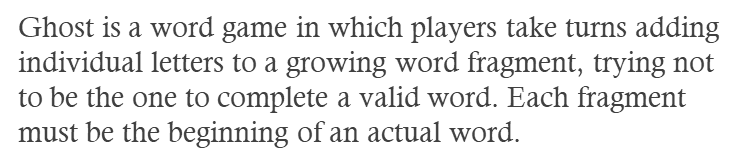 Ghost is a word game in which players take turns adding
individual letters to a growing word fragment, trying not
to be the one to complete a valid word. Each fragment
must be the beginning of an actual word.